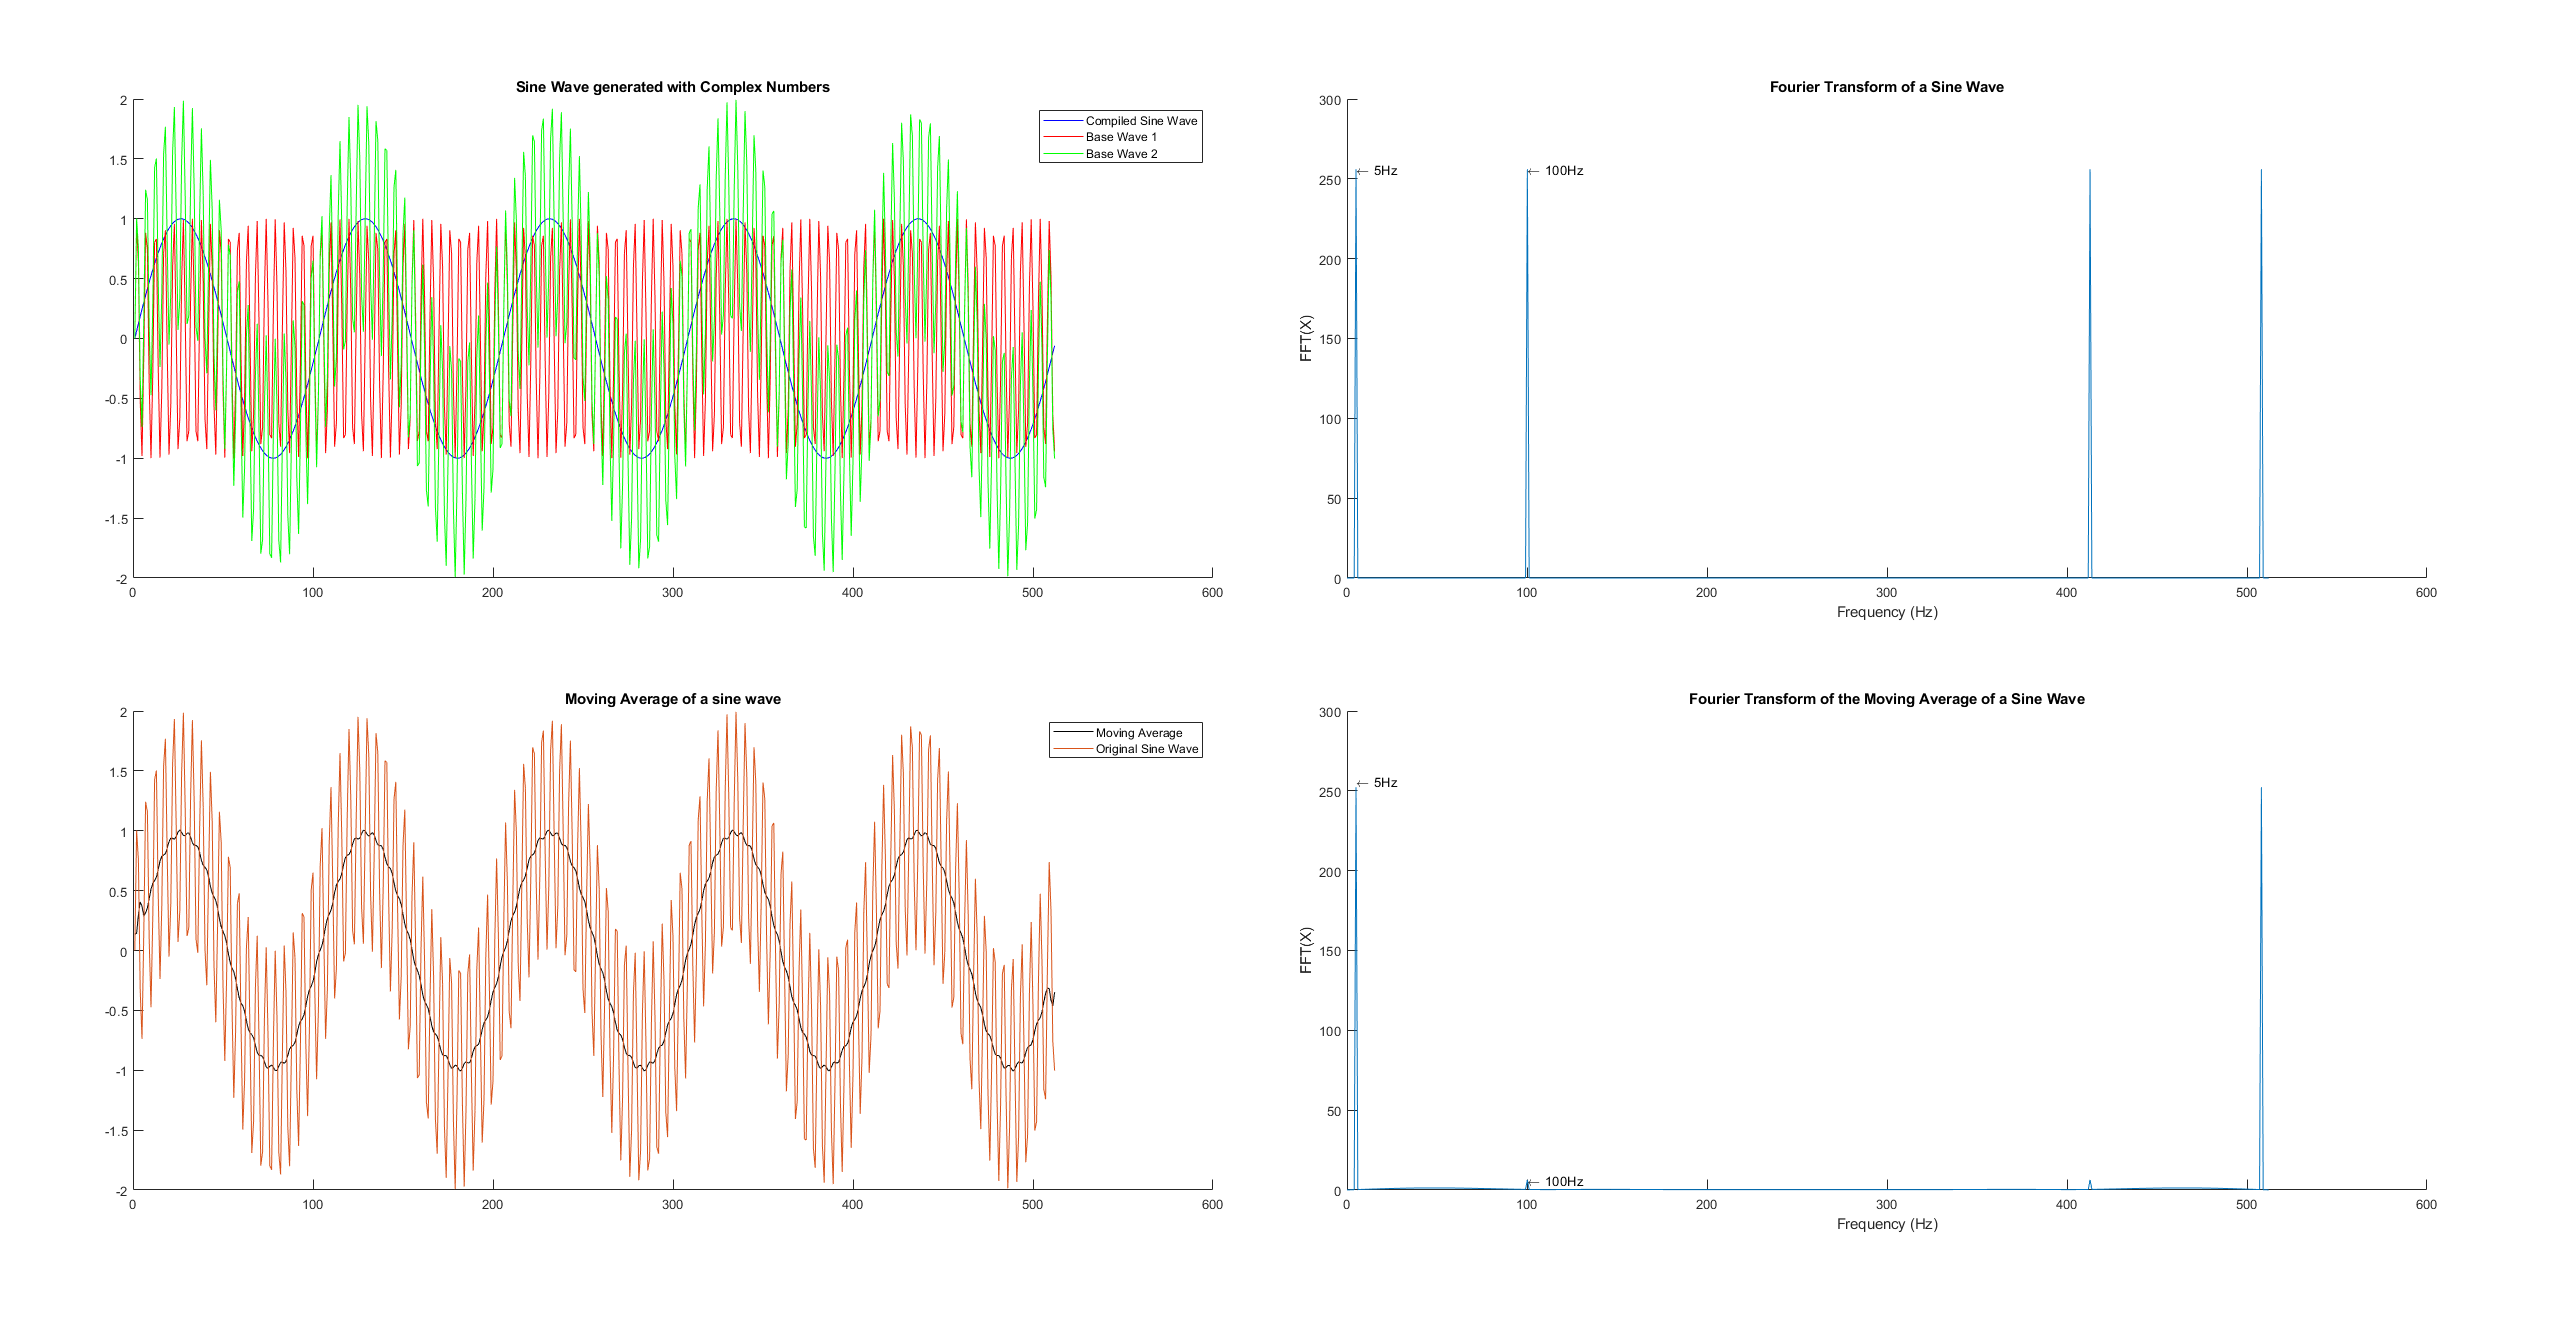 Sine Wave generated with Complex Numbers
2
1.5
1
0.5
0
-0.5
-1
-1.5
-2
0 100 200 300 400 500 600
Compiled Sine Wave
Base Wave 1
Base Wave 2
Fourier Transform of a Sine Wave
300
250
200
150
100
50
0
FFT(X)
← 5Hz
← 100Hz
0 100 200 300 400 500 600
Frequency (Hz)
Moving Average of a sine wave
2
1.5
1
0.5
0
-0.5
-1
-1.5
-2
0 100 200 300 400 500 600
Moving Average
Original Sine Wave
Fourier Transform of the Moving Average of a Sine Wave
300
250
200
150
100
50
0
FFT(X)
← 5Hz
← 100Hz
0 100 200 300 400 500 600
Frequency (Hz)